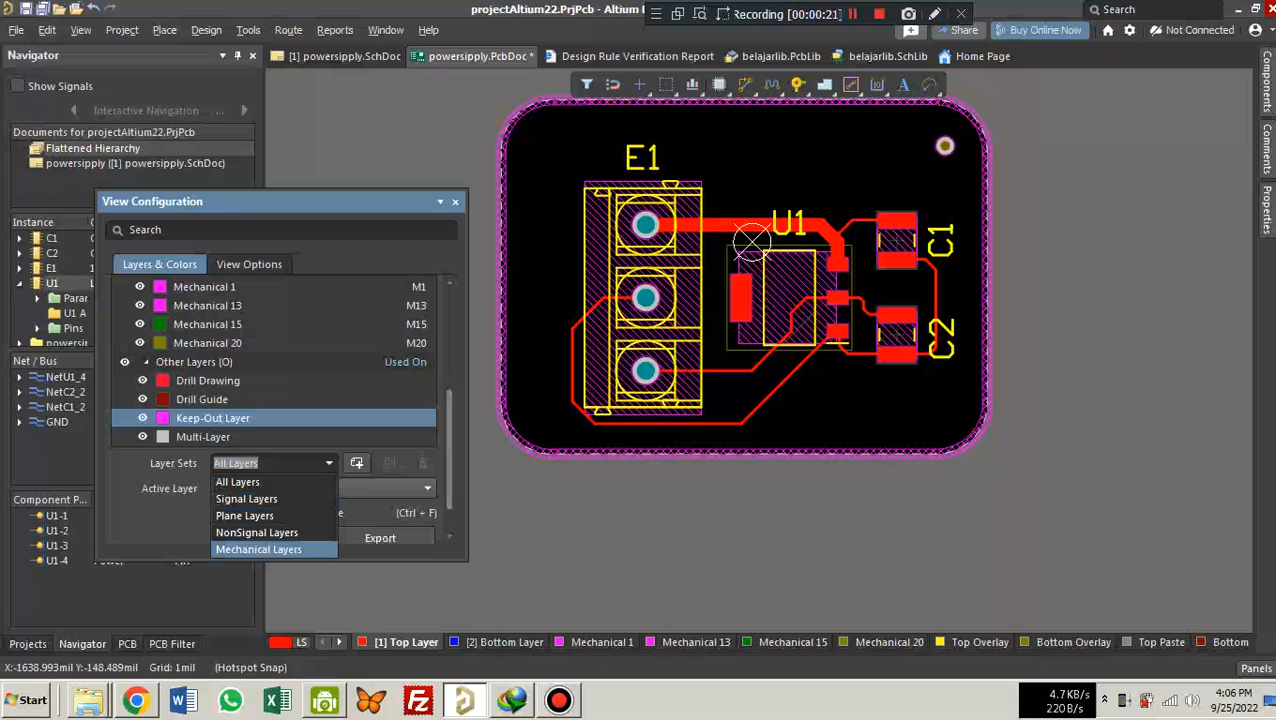 projectAltium22.PrjPcb - Altium
Recording [00:00:21]
Search
File Edit View Project Place Design Tools Route Reports Window Help
Share
Buy Online Now
Not Connected
Navigator
[1] powersipply.SchDoc
powersipply.PcbDoc *
Design Rule Verification Report
belajarlib.PcbLib
belajarlib.SchLib
Home Page
Show Signals
Interactive Navigation ...
Documents for projectAltium22.PrjPcb
Flattened Hierarchy
powersipply ([1] powersipply.SchDoc)
View Configuration
Search
Layers & Colors
View Options
Instance
C1
C2
E1
U1
Para
U1 A
Pins
Mechanical 1 M1
Mechanical 13 M13
Mechanical 15 M15
Mechanical 20 M20
Other Layers (O) Used On
Drill Drawing
Drill Guide
Keep-Out Layer
Multi-Layer
Layer Sets All Layers
All Layers
Signal Layers
Plane Layers
NonSignal Layers
Mechanical Layers
Active Layer
(Ctrl + F)
Export
Net / Bus
NetU1_4
NetC2_2
NetC1_2
GND
Component P
U1-1
U1-2
U1-3
U1-4
E1
U1
C1
C2
Components
Comments
Properties
Projects Navigator PCB PCB Filter
LS
[1] Top Layer
[2] Bottom Layer
Mechanical 1
Mechanical 13
Mechanical 15
Mechanical 20
Top Overlay
Bottom Overlay
Top Paste
Bottom
X:-1638.993mil Y:-148.489mil Grid: 1mil (Hotspot Snap)
Panels
Start
4.7KB/s
220 B/s
4:06 PM
9/25/2022